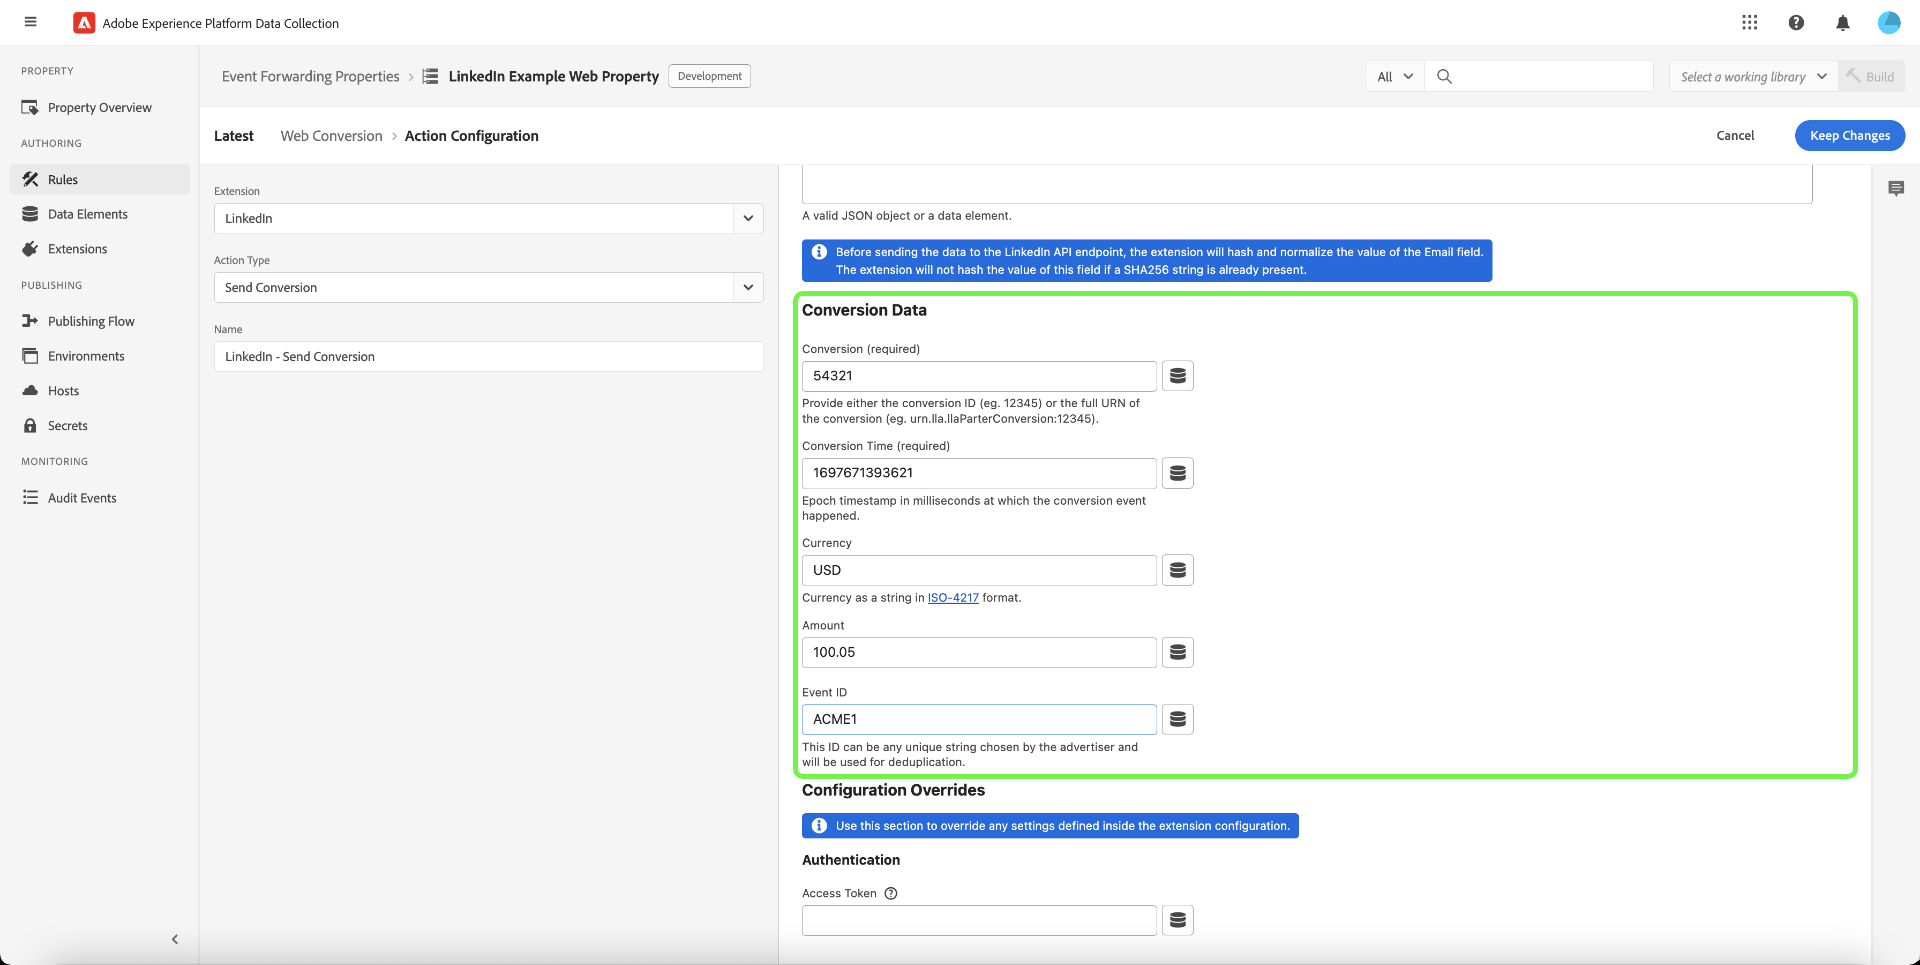 Adobe Experience Platform Data Collection
PROPERTY
Property Overview
AUTHORING
Rules
Data Elements
Extensions
PUBLISHING
Publishing Flow
Environments
Hosts
Secrets
MONITORING
Audit Events
Event Forwarding Properties > LinkedIn Example Web Property Development
All
Select a working library
Build
Latest Web Conversion > Action Configuration
Cancel
Keep Changes
Extension
LinkedIn
Action Type
Send Conversion
Name
LinkedIn - Send Conversion
A valid JSON object or a data element.
Before sending the data to the LinkedIn API endpoint, the extension will hash and normalize the value of the Email field.
The extension will not hash the value of this field if a SHA256 string is already present.
Conversion Data
Conversion (required)
54321
Provide either the conversion ID (eg. 12345) or the full URN of
the conversion (eg. urn.lla.llaParterConversion:12345).
Conversion Time (required)
1697671393621
Epoch timestamp in milliseconds at which the conversion event
happened.
Currency
USD
Currency as a string in ISO-4217 format.
Amount
100.05
Event ID
ACME1
This ID can be any unique string chosen by the advertiser and
will be used for deduplication.
Configuration Overrides
Use this section to override any settings defined inside the extension configuration.
Authentication
Access Token